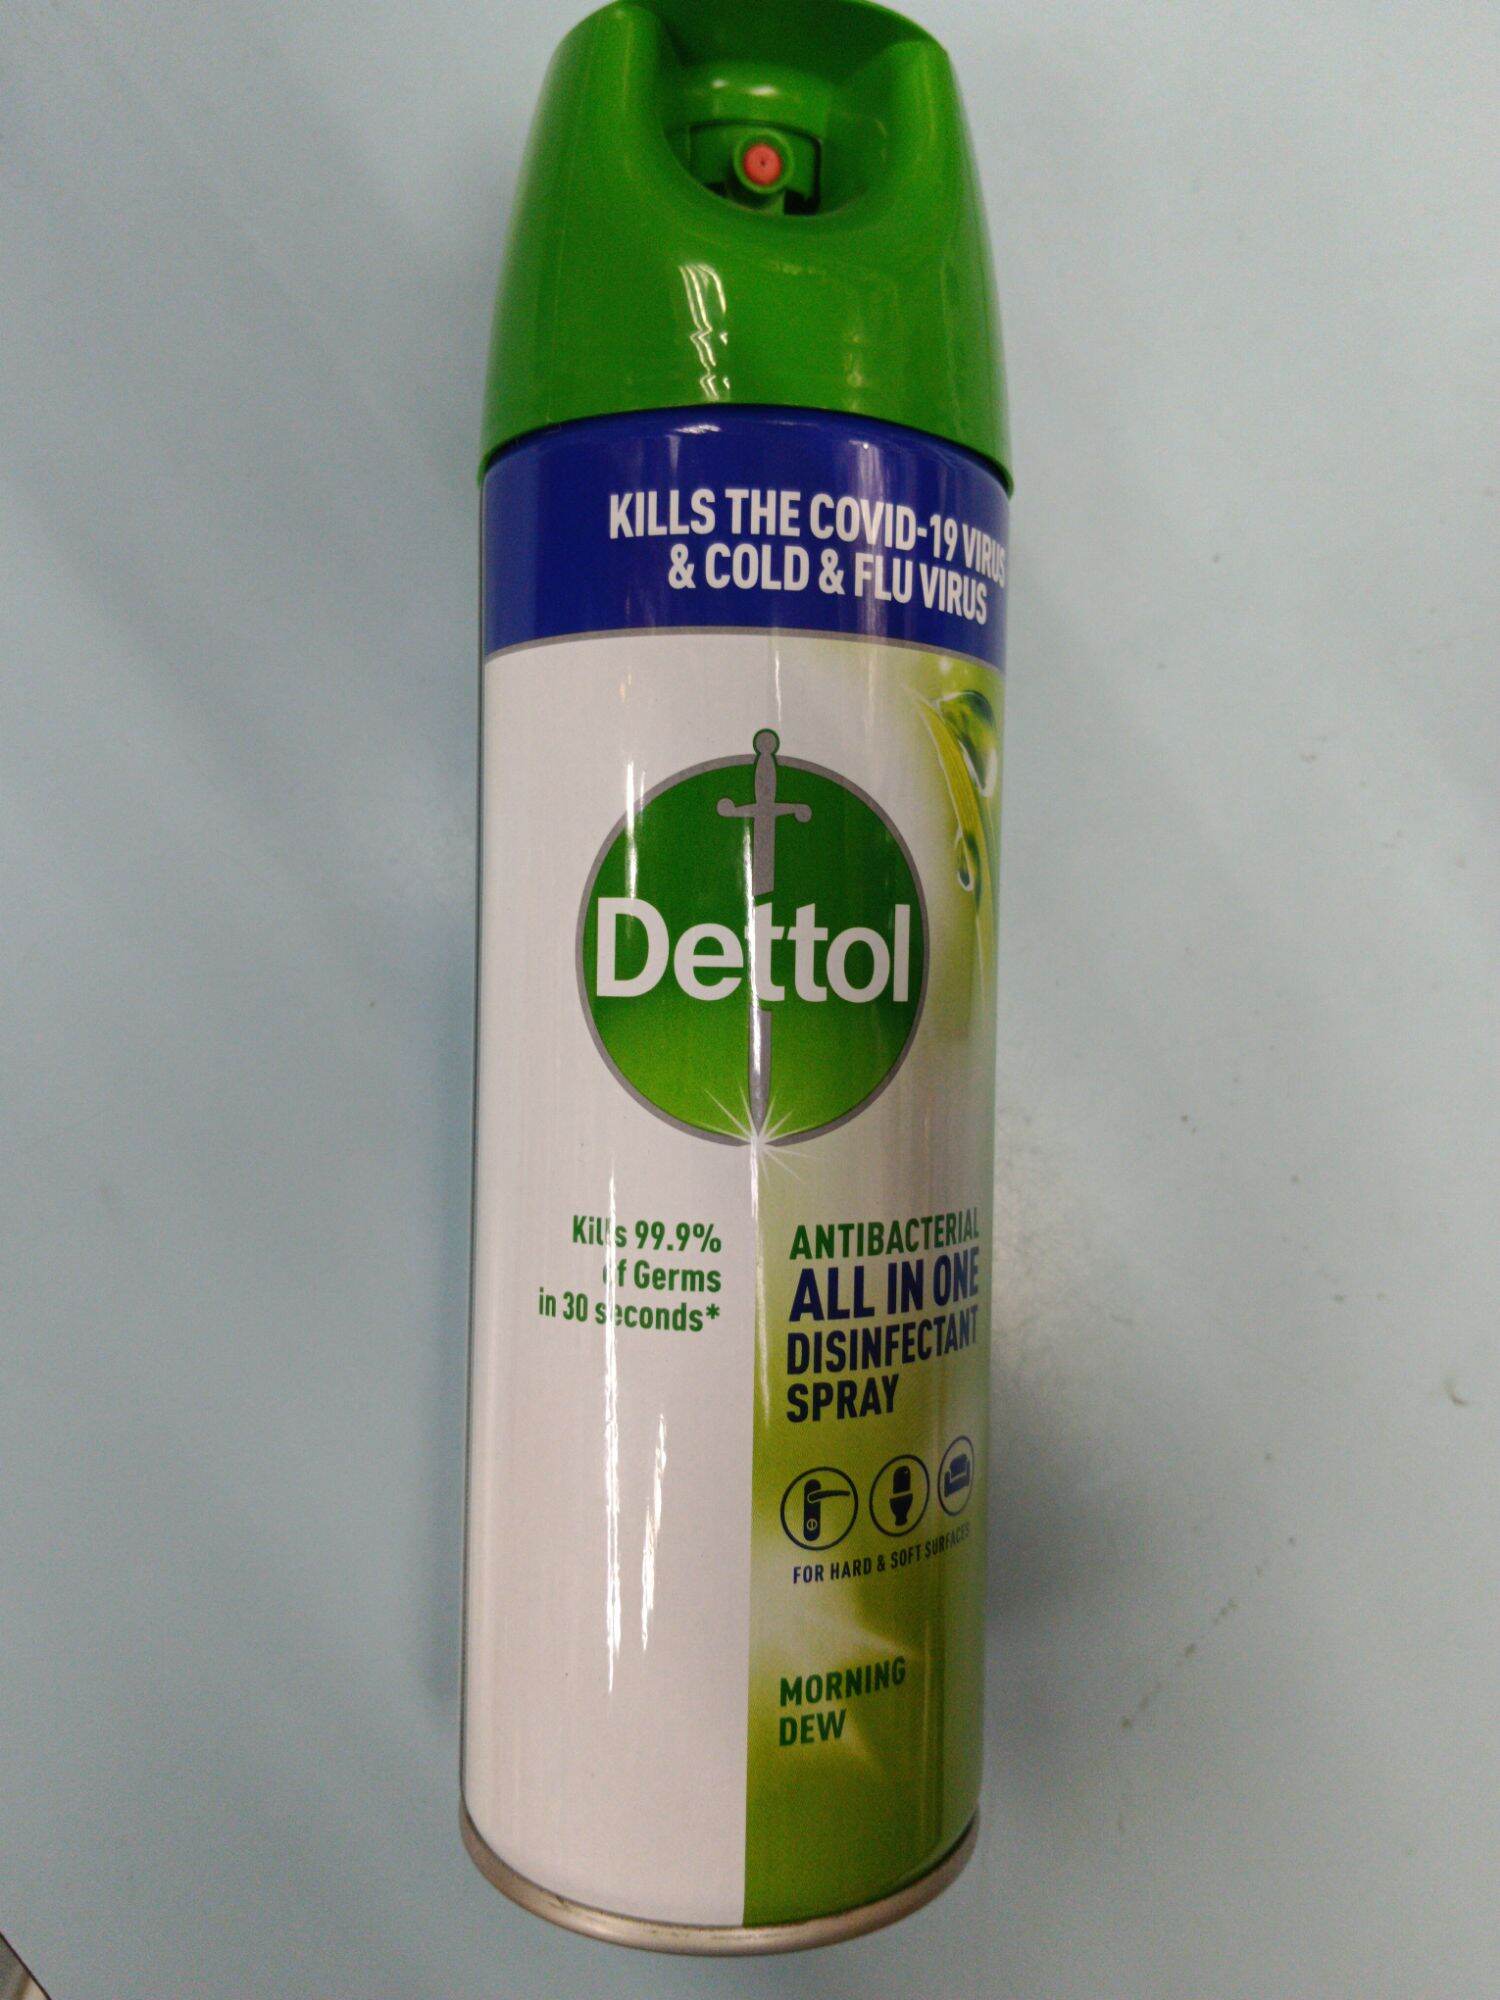 KILLS THE COVID-19 VIRUS
& COLD & FLU VIRUS
Dettol
Kills 99.9%
of Germs
in 30 seconds*
ANTIBACTERIAL
ALL IN ONE
DISINFECTANT
SPRAY
FOR HARD & SOFT SURFACES
MORNING
DEW